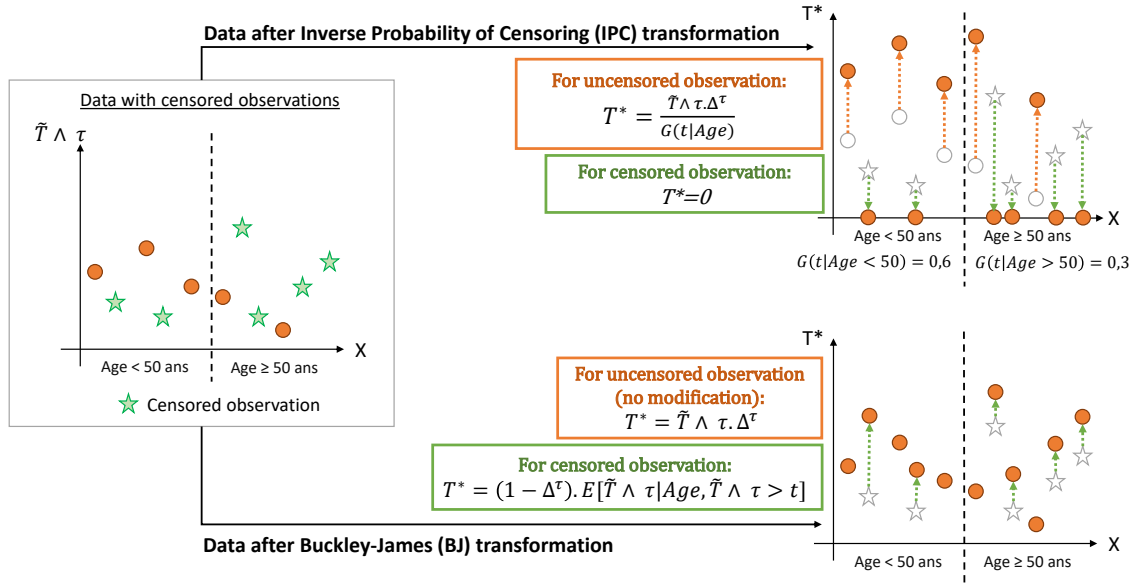 Data after Inverse Probability of Censoring (IPC) transformation
Data with censored observations
T̃ ∧ τ
X
Age < 50 ans
Age ≥ 50 ans
Censored observation
For uncensored observation:
T* = T̃ ∧ τ.Δ^τ / G(t|Age)
For censored observation:
T*=0
T*
X
Age < 50 ans
Age ≥ 50 ans
G(t|Age < 50) = 0,6
G(t|Age > 50) = 0,3
For uncensored observation
(no modification):
T* = T̃ ∧ τ. Δ^τ
For censored observation:
T* = (1 − Δ^τ). E[T̃ ∧ τ|Age, T̃ ∧ τ > t]
T*
X
Age < 50 ans
Age ≥ 50 ans
Data after Buckley-James (BJ) transformation